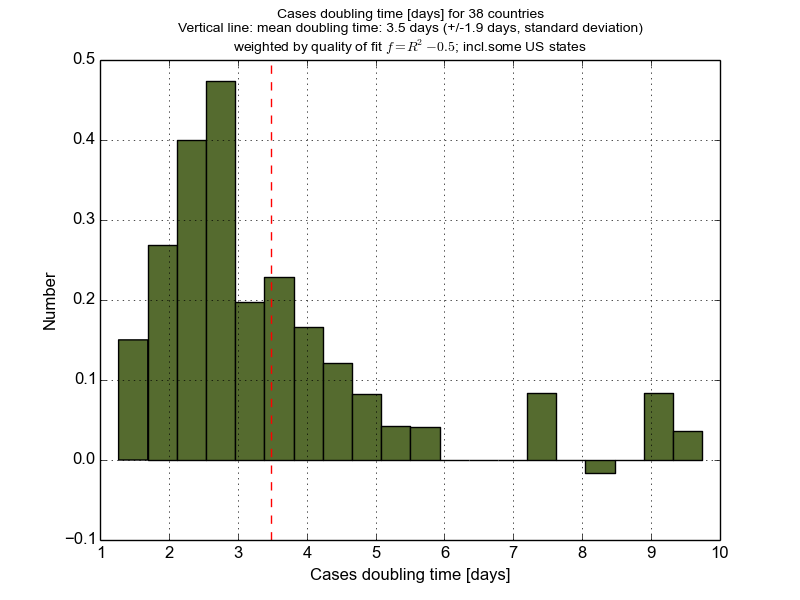 Cases doubling time [days] for 38 countries
Vertical line: mean doubling time: 3.5 days (+/-1.9 days, standard deviation)
weighted by quality of fit f=R²−0.5; incl.some US states
0.5
0.4
0.3
0.2
0.1
0.0
−0.1
Number
1 2 3 4 5 6 7 8 9 10
Cases doubling time [days]